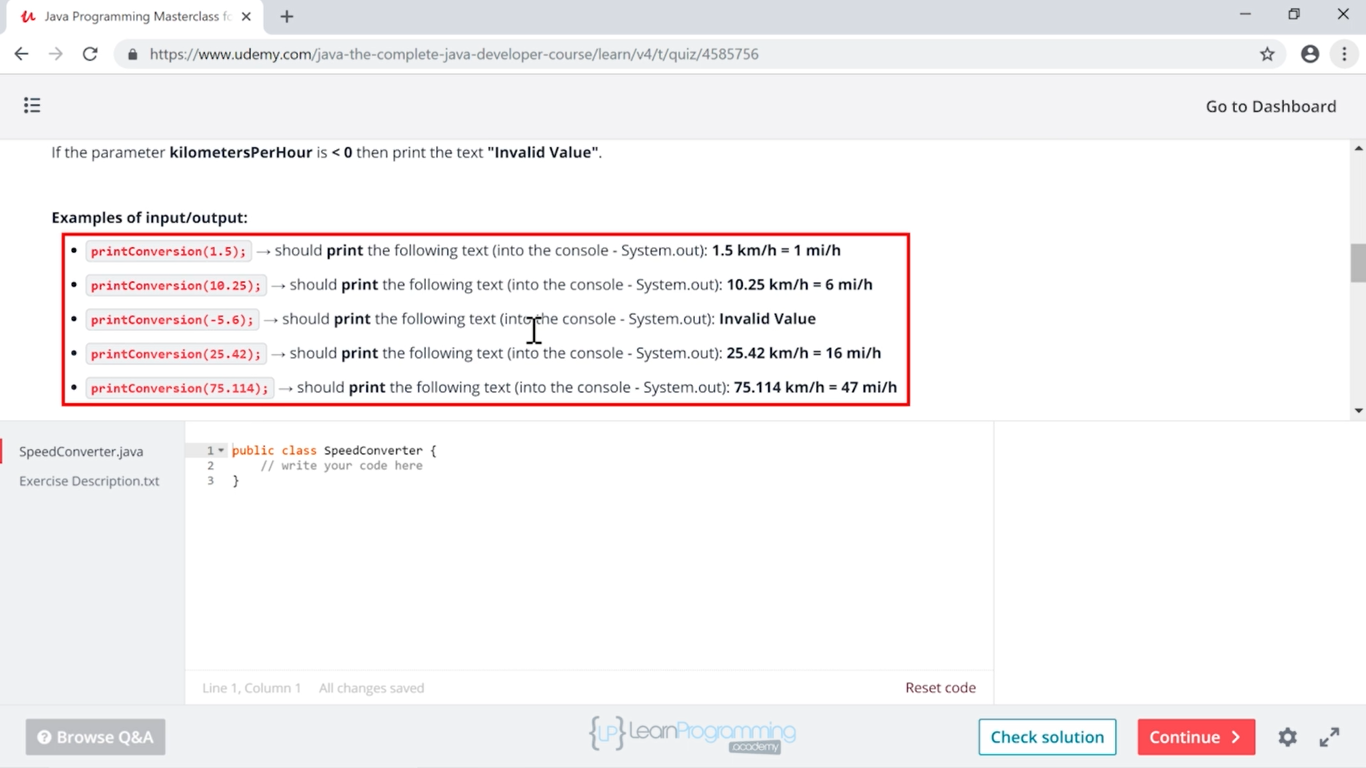 Java Programming Masterclass fo
https://www.udemy.com/java-the-complete-java-developer-course/learn/v4/t/quiz/4585756
Go to Dashboard
If the parameter kilometersPerHour is < 0 then print the text "Invalid Value".
Examples of input/output:
• printConversion(1.5); → should print the following text (into the console - System.out): 1.5 km/h = 1 mi/h
• printConversion(10.25); → should print the following text (into the console - System.out): 10.25 km/h = 6 mi/h
• printConversion(-5.6); → should print the following text (into the console - System.out): Invalid Value
• printConversion(25.42); → should print the following text (into the console - System.out): 25.42 km/h = 16 mi/h
• printConversion(75.114); → should print the following text (into the console - System.out): 75.114 km/h = 47 mi/h
SpeedConverter.java
Exercise Description.txt
1 public class SpeedConverter {
2 // write your code here
3 }
Line 1, Column 1 All changes saved
Reset code
Browse Q&A
{LP} LearnProgramming
academy
Check solution
Continue